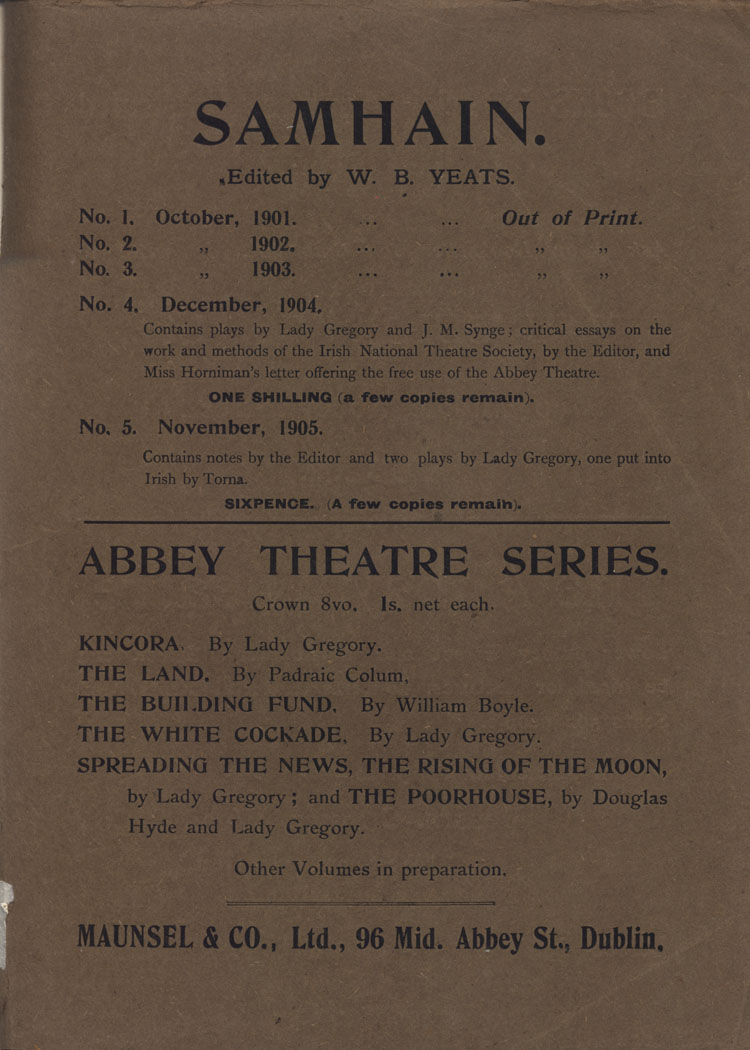 SAMHAIN.
Edited by W. B. YEATS.
No. 1. October, 1901. ... ... Out of Print.
No. 2. „ 1902. ... ... „ „
No. 3. „ 1903. ... ... „ „
No. 4. December, 1904.
Contains plays by Lady Gregory and J. M. Synge; critical essays on the
work and methods of the Irish National Theatre Society, by the Editor, and
Miss Horniman's letter offering the free use of the Abbey Theatre.
ONE SHILLING (a few copies remain).
No. 5. November, 1905.
Contains notes by the Editor and two plays by Lady Gregory, one put into
Irish by Torna.
SIXPENCE. (A few copies remain).
ABBEY THEATRE SERIES.
Crown 8vo. 1s. net each.
KINCORA. By Lady Gregory.
THE LAND. By Padraic Colum,
THE BUILDING FUND. By William Boyle.
THE WHITE COCKADE. By Lady Gregory.
SPREADING THE NEWS, THE RISING OF THE MOON,
by Lady Gregory; and THE POORHOUSE, by Douglas
Hyde and Lady Gregory.
Other Volumes in preparation.
MAUNSEL & CO., Ltd., 96 Mid. Abbey St., Dublin.